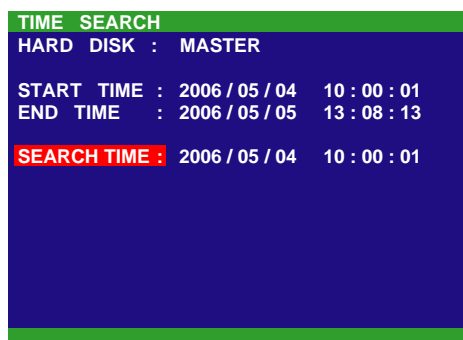 TIME SEARCH
HARD DISK : MASTER
START TIME : 2006 / 05 / 04 10 : 00 : 01
END TIME : 2006 / 05 / 05 13 : 08 : 13
SEARCH TIME : 2006 / 05 / 04 10 : 00 : 01